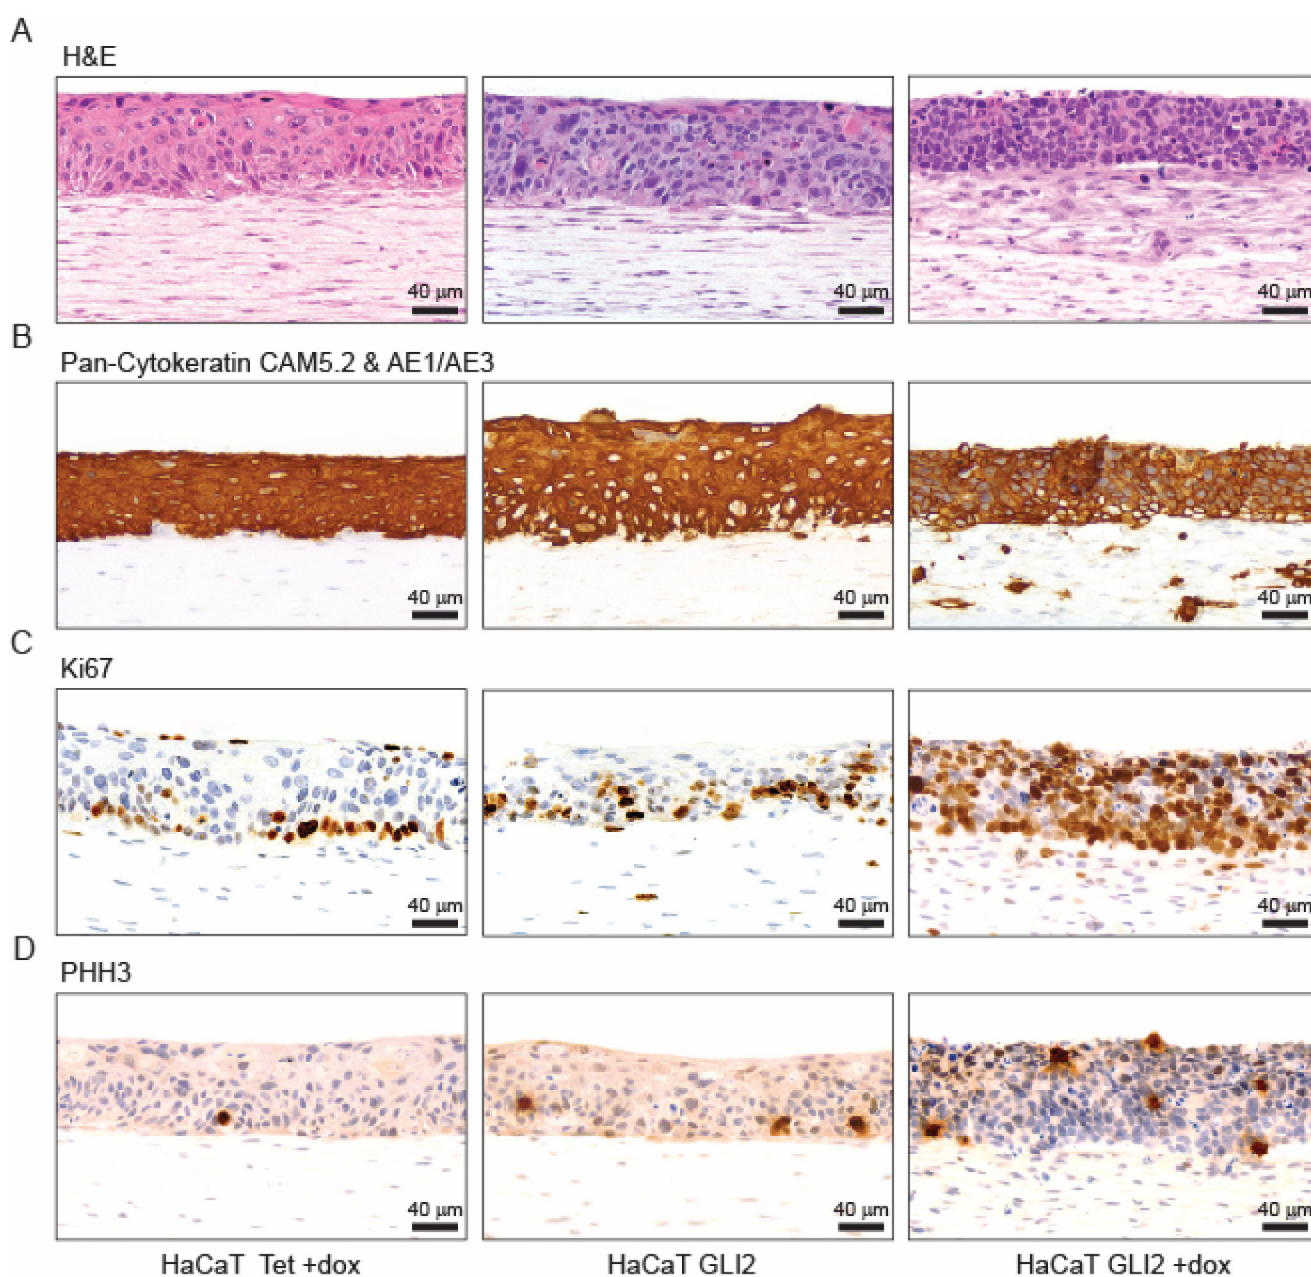 A
H&E
40 µm
40 µm
40 µm
B
Pan-Cytokeratin CAM5.2 & AE1/AE3
40 µm
40 µm
40 µm
C
Ki67
40 µm
40 µm
40 µm
D
PHH3
40 µm
40 µm
40 µm
HaCaT Tet +dox
HaCaT GLI2
HaCaT GLI2 +dox